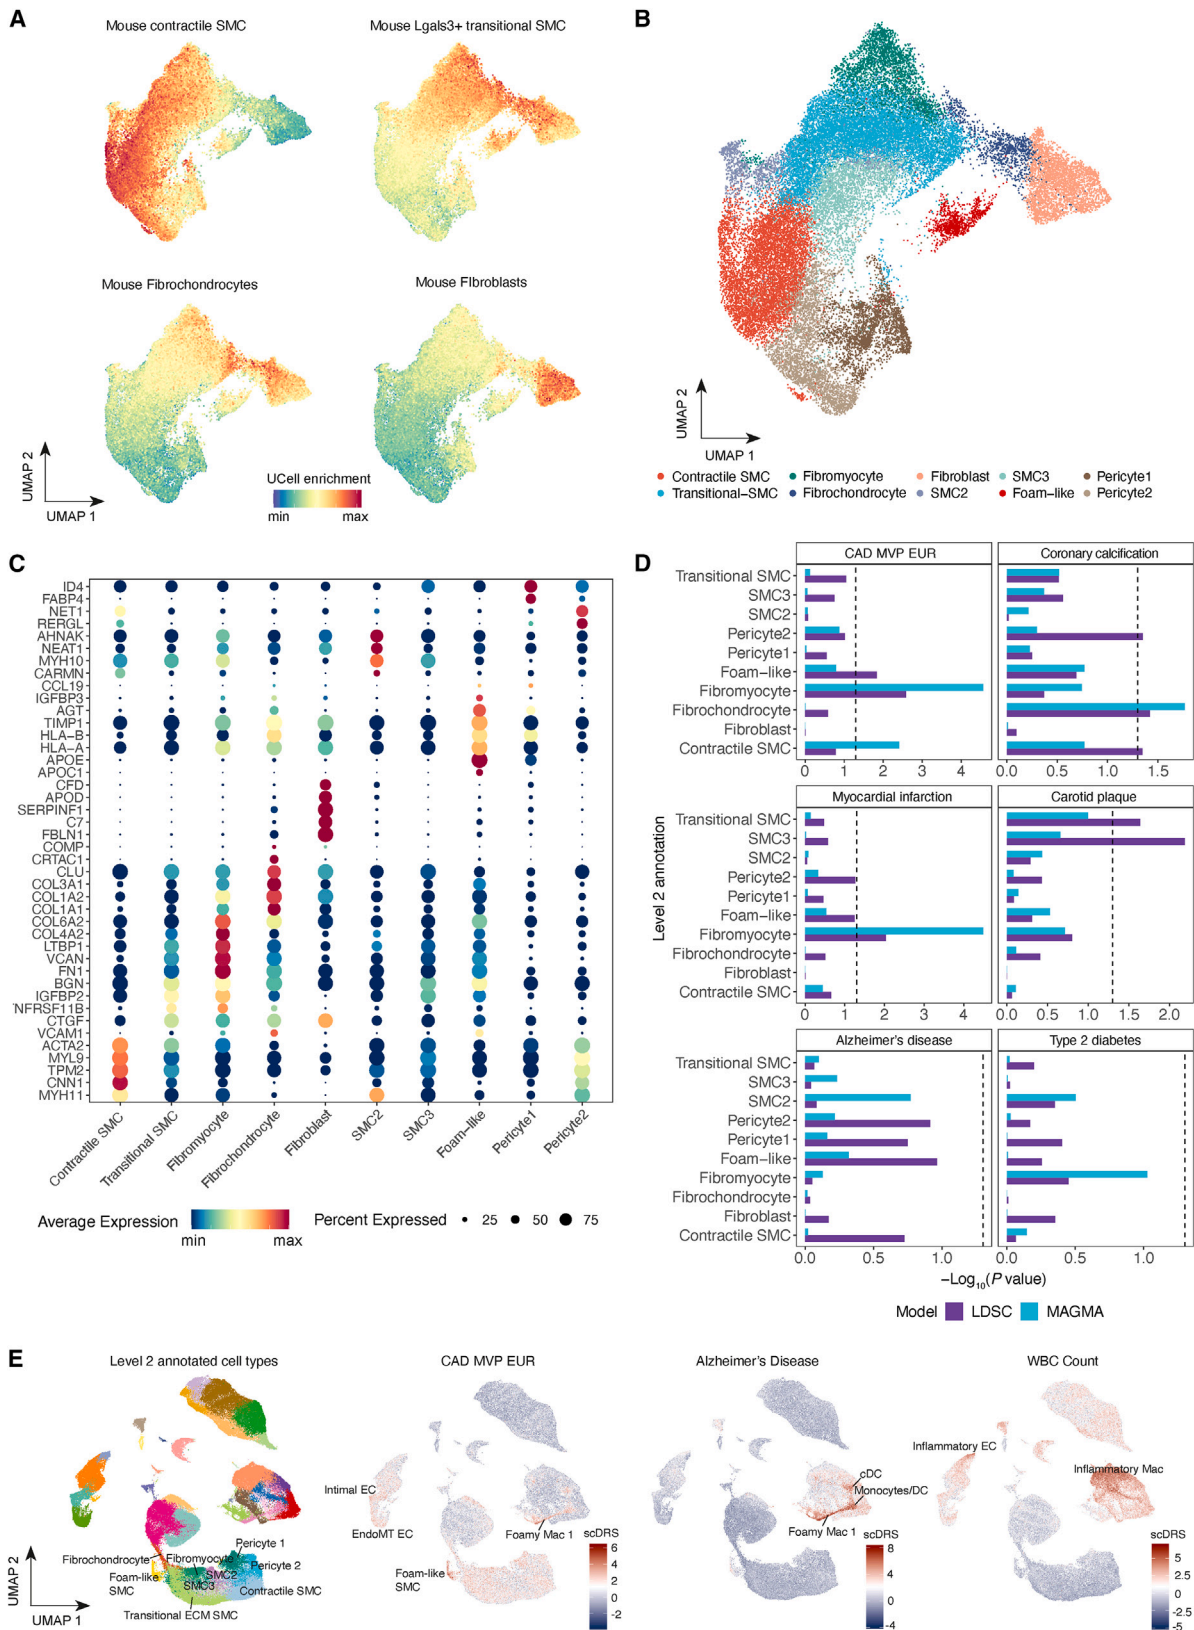 A
Mouse contractile SMC
Mouse Lgals3+ transitional SMC
Mouse Fibrochondrocytes
Mouse FIbroblasts
UMAP 2
UMAP 1
UCell enrichment
min
max
B
UMAP 2
UMAP 1
Contractile SMC
Fibromyocyte
Fibroblast
SMC3
Pericyte1
Transitional-SMC
Fibrochondrocyte
SMC2
Foam-like
Pericyte2
C
ID4
FABP4
NET1
RERGL
AHNAK
NEAT1
MYH10
CARMN
CCL19
IGFBP3
AGT
TIMP1
HLA-B
HLA-A
APOE
APOC1
CFD
APOD
SERPINF1
C7
FBLN1
COMP
CRTAC1
CLU
COL3A1
COL1A2
COL1A1
COL6A2
COL4A2
LTBP1
VCAN
FN1
BGN
IGFBP2
NFRSF11B
CTGF
VCAM1
ACTA2
MYL9
TPM2
CNN1
MYH11
Contractile SMC
Transitional SMC
Fibromyocyte
Fibrochondrocyte
Fibroblast
SMC2
SMC3
Foam-like
Pericyte1
Pericyte2
Average Expression
min
max
Percent Expressed
25
50
75
D
Level 2 annotation
CAD MVP EUR
Coronary calcification
Transitional SMC
SMC3
SMC2
Pericyte2
Pericyte1
Foam-like
Fibromyocyte
Fibrochondrocyte
Fibroblast
Contractile SMC
0 1 2 3 4
0.0 0.5 1.0 1.5
Myocardial infarction
Carotid plaque
Transitional SMC
SMC3
SMC2
Pericyte2
Pericyte1
Foam-like
Fibromyocyte
Fibrochondrocyte
Fibroblast
Contractile SMC
0 1 2 3 4
0.0 0.5 1.0 1.5 2.0
Alzheimer's disease
Type 2 diabetes
Transitional SMC
SMC3
SMC2
Pericyte2
Pericyte1
Foam-like
Fibromyocyte
Fibrochondrocyte
Fibroblast
Contractile SMC
0.0 0.5 1.0
0.0 0.5 1.0
−Log10(P value)
Model
LDSC
MAGMA
E
Level 2 annotated cell types
Fibrochondrocyte
Fibromyocyte
Pericyte 1
Pericyte 2
SMC2
SMC3
Foam-like
SMC
Contractile SMC
Transitional ECM SMC
UMAP 2
UMAP 1
CAD MVP EUR
Intimal EC
EndoMT EC
Foamy Mac 1
Foam-like
SMC
scDRS
6
4
2
0
-2
Alzheimer's Disease
cDC
Monocytes/DC
Foamy Mac 1
scDRS
8
4
0
-4
WBC Count
Inflammatory EC
Inflammatory Mac
scDRS
5
2.5
0
-2.5
-5